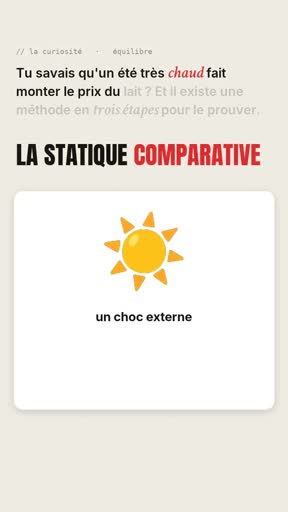 // la curiosité · équilibre
Tu savais qu'un été très chaud fait
monter le prix du lait ? Et il existe une
méthode en trois étapes pour le prouver.
LA STATIQUE COMPARATIVE
un choc externe